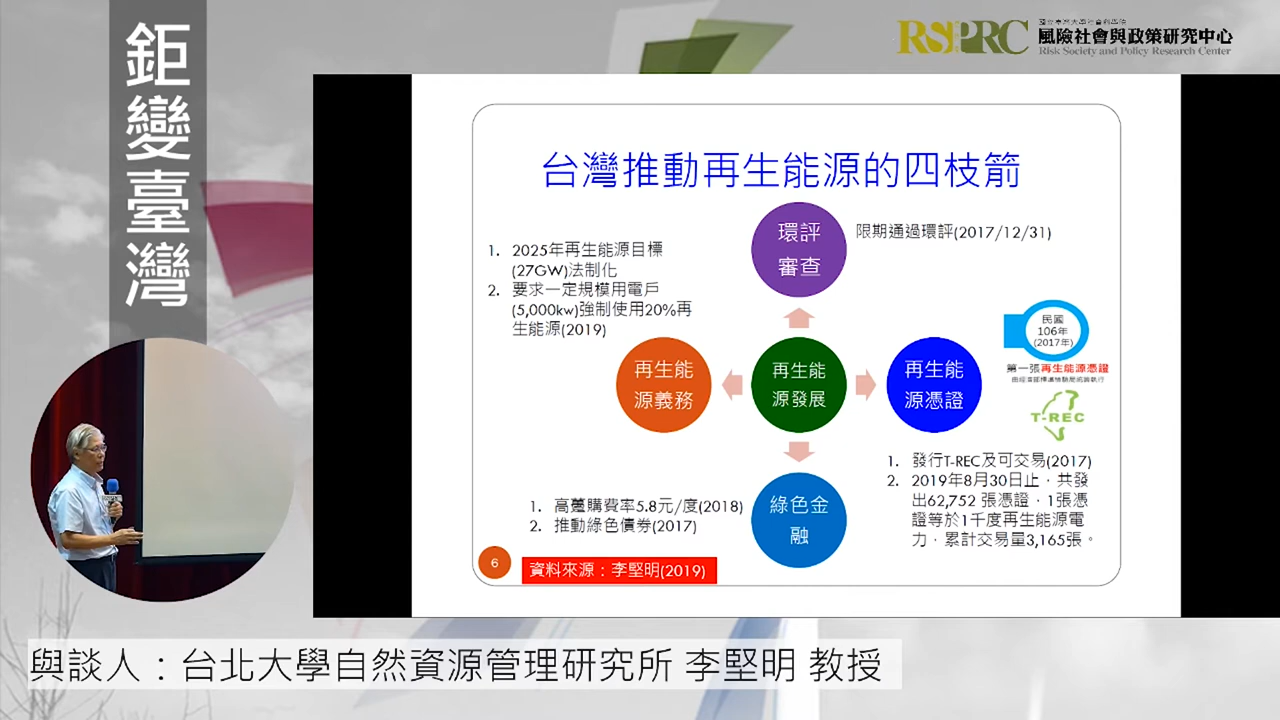 鉅變臺灣
RSPRC
國立臺灣大學社會科學院
風險社會與政策研究中心
Risk Society and Policy Research Center
台灣推動再生能源的四枝箭
環評
審查
限期通過環評(2017/12/31)
1. 2025年再生能源目標
(27GW)法制化
2. 要求一定規模用電戶
(5,000kw)強制使用20%再
生能源(2019)
再生能
源義務
再生能
源發展
再生能
源憑證
民國
106年
(2017年)
第一張再生能源憑證
T-REC
1. 發行T-REC及可交易(2017)
2. 2019年8月30日止，共發
出62,752 張憑證，1張憑
證等於1千度再生能源電
力，累計交易量3,165張。
1. 高躉購費率5.8元/度(2018)
2. 推動綠色債券(2017)
綠色金
融
6
資料來源：李堅明(2019)
與談人：台北大學自然資源管理研究所 李堅明 教授